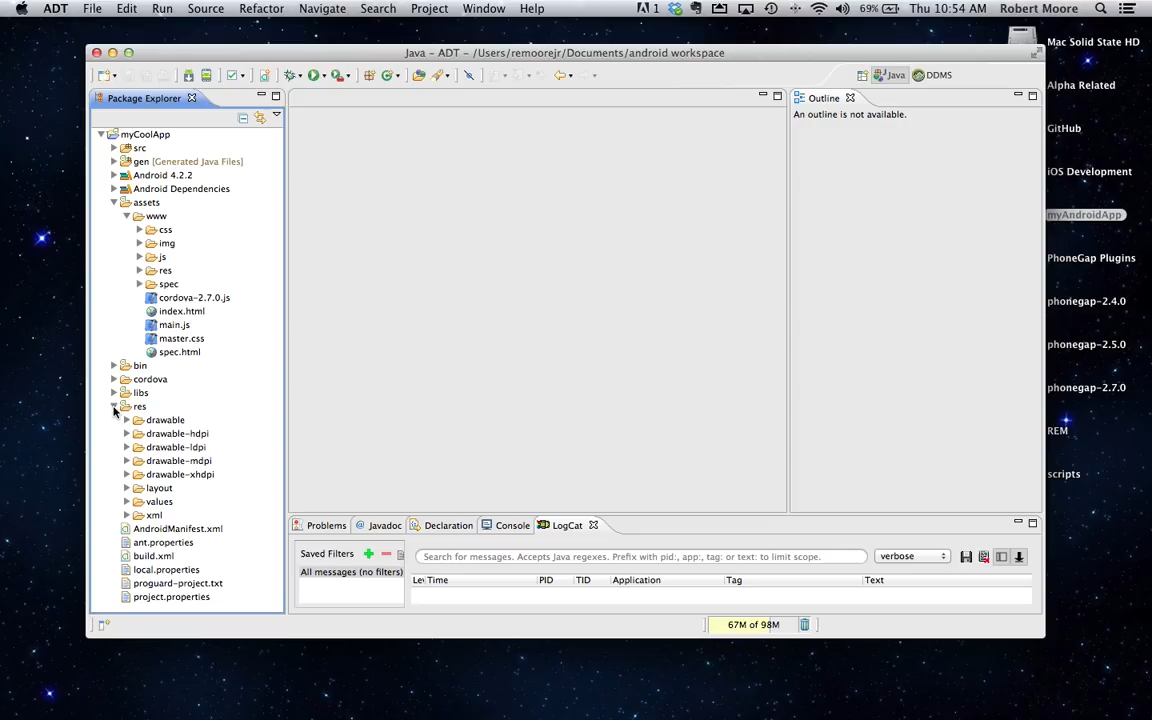 ADT File Edit Run Source Refactor Navigate Search Project Window Help 1 69% Thu 10:54 AM Robert Moore
Java - ADT - /Users/remoorejr/Documents/android workspace
Java DDMS
Package Explorer
myCoolApp
src
gen [Generated Java Files]
Android 4.2.2
Android Dependencies
assets
www
css
img
js
res
spec
cordova-2.7.0.js
index.html
main.js
master.css
spec.html
bin
cordova
libs
res
drawable
drawable-hdpi
drawable-ldpi
drawable-mdpi
drawable-xhdpi
layout
values
xml
AndroidManifest.xml
ant.properties
build.xml
local.properties
proguard-project.txt
project.properties
Outline
An outline is not available.
Problems Javadoc Declaration Console LogCat
Saved Filters
All messages (no filters)
Search for messages. Accepts Java regexes. Prefix with pid:, app:, tag: or text: to limit scope.
verbose
Time PID TID Application Tag Text
67M of 98M
Mac Solid State HD
Alpha Related
GitHub
iOS Development
myAndroidApp
PhoneGap Plugins
phonegap-2.4.0
phonegap-2.5.0
phonegap-2.7.0
REM
scripts